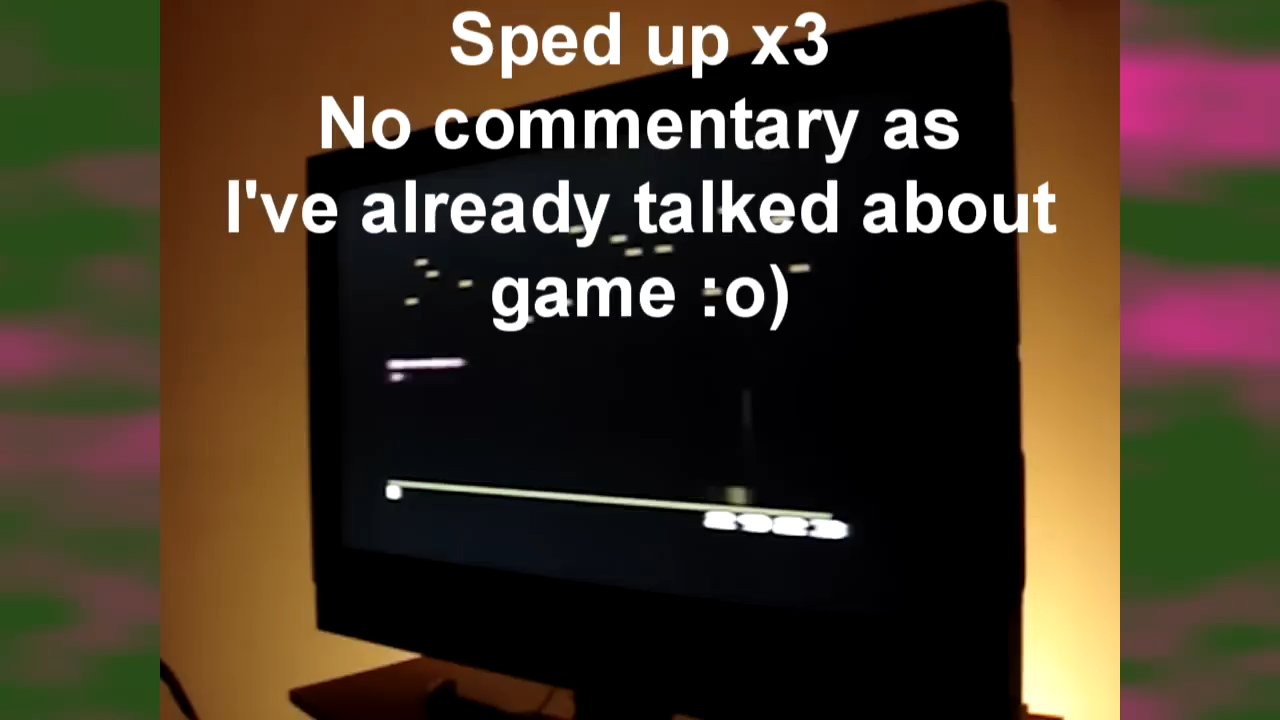 Sped up x3
No commentary as
I've already talked about
game :o)